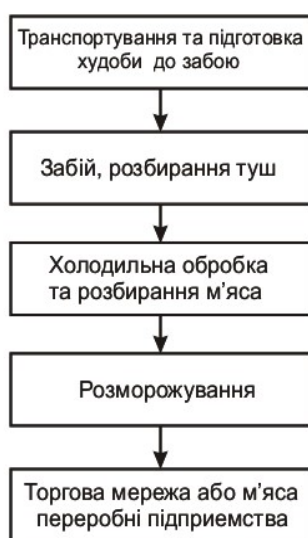 Транспортування та підготовка
худоби до забою
Забій, розбирання туш
Холодильна обробка
та розбирання м’яса
Розморожування
Торгова мережа або м’яса
переробні підприемства